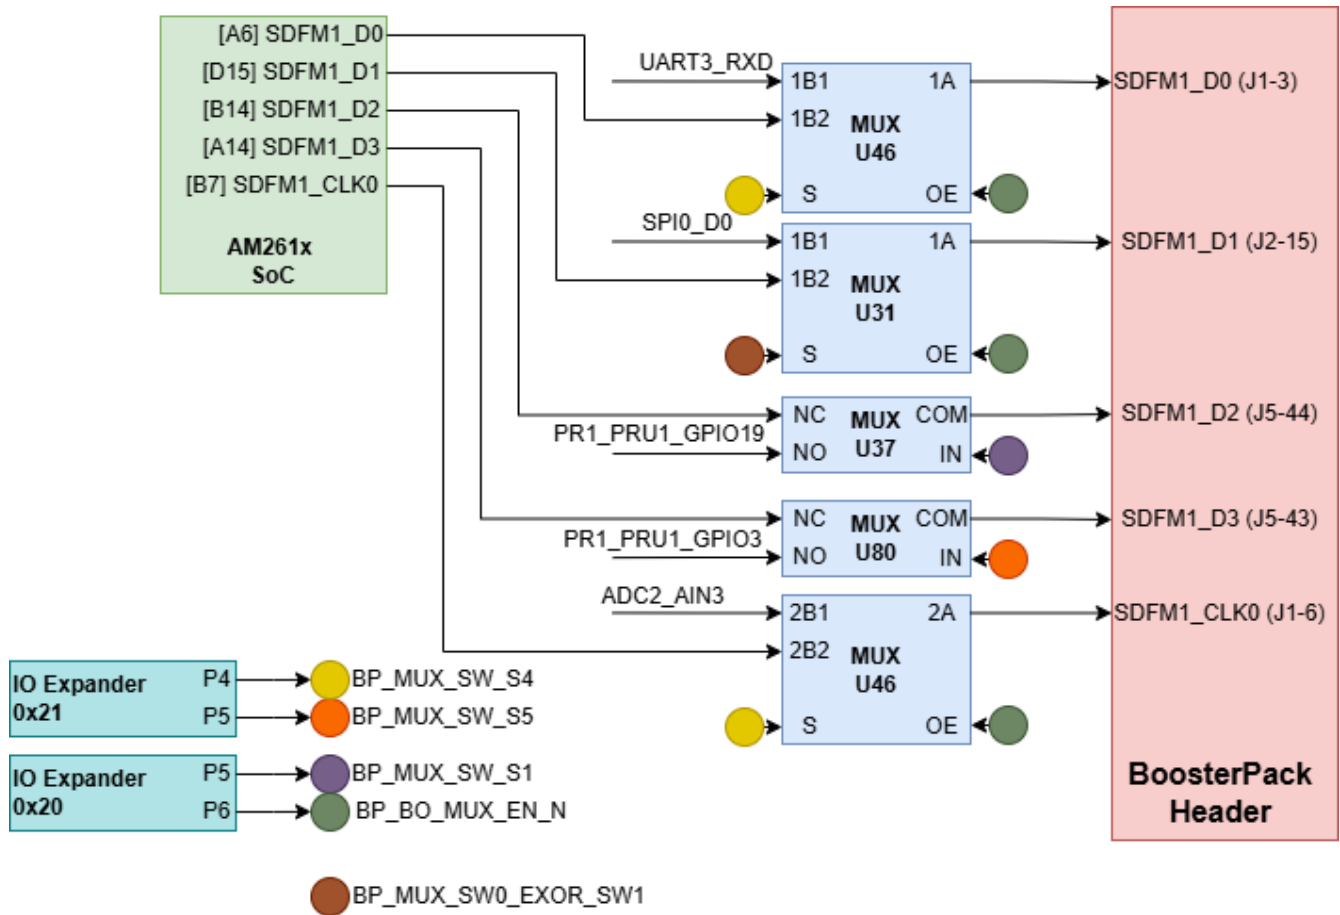 [A6] SDFM1_D0
[D15] SDFM1_D1
[B14] SDFM1_D2
[A14] SDFM1_D3
[B7] SDFM1_CLK0
AM261x
SoC
UART3_RXD
1B1 1A
1B2
MUX
U46
S OE
SDFM1_D0 (J1-3)
SPI0_D0
1B1 1A
1B2
MUX
U31
S OE
SDFM1_D1 (J2-15)
PR1_PRU1_GPIO19
NC COM
NO IN
MUX
U37
SDFM1_D2 (J5-44)
PR1_PRU1_GPIO3
NC COM
NO IN
MUX
U80
SDFM1_D3 (J5-43)
ADC2_AIN3
2B1 2A
2B2
MUX
U46
S OE
SDFM1_CLK0 (J1-6)
BoosterPack
Header
IO Expander
0x21
P4 BP_MUX_SW_S4
P5 BP_MUX_SW_S5
IO Expander
0x20
P5 BP_MUX_SW_S1
P6 BP_BO_MUX_EN_N
BP_MUX_SW0_EXOR_SW1